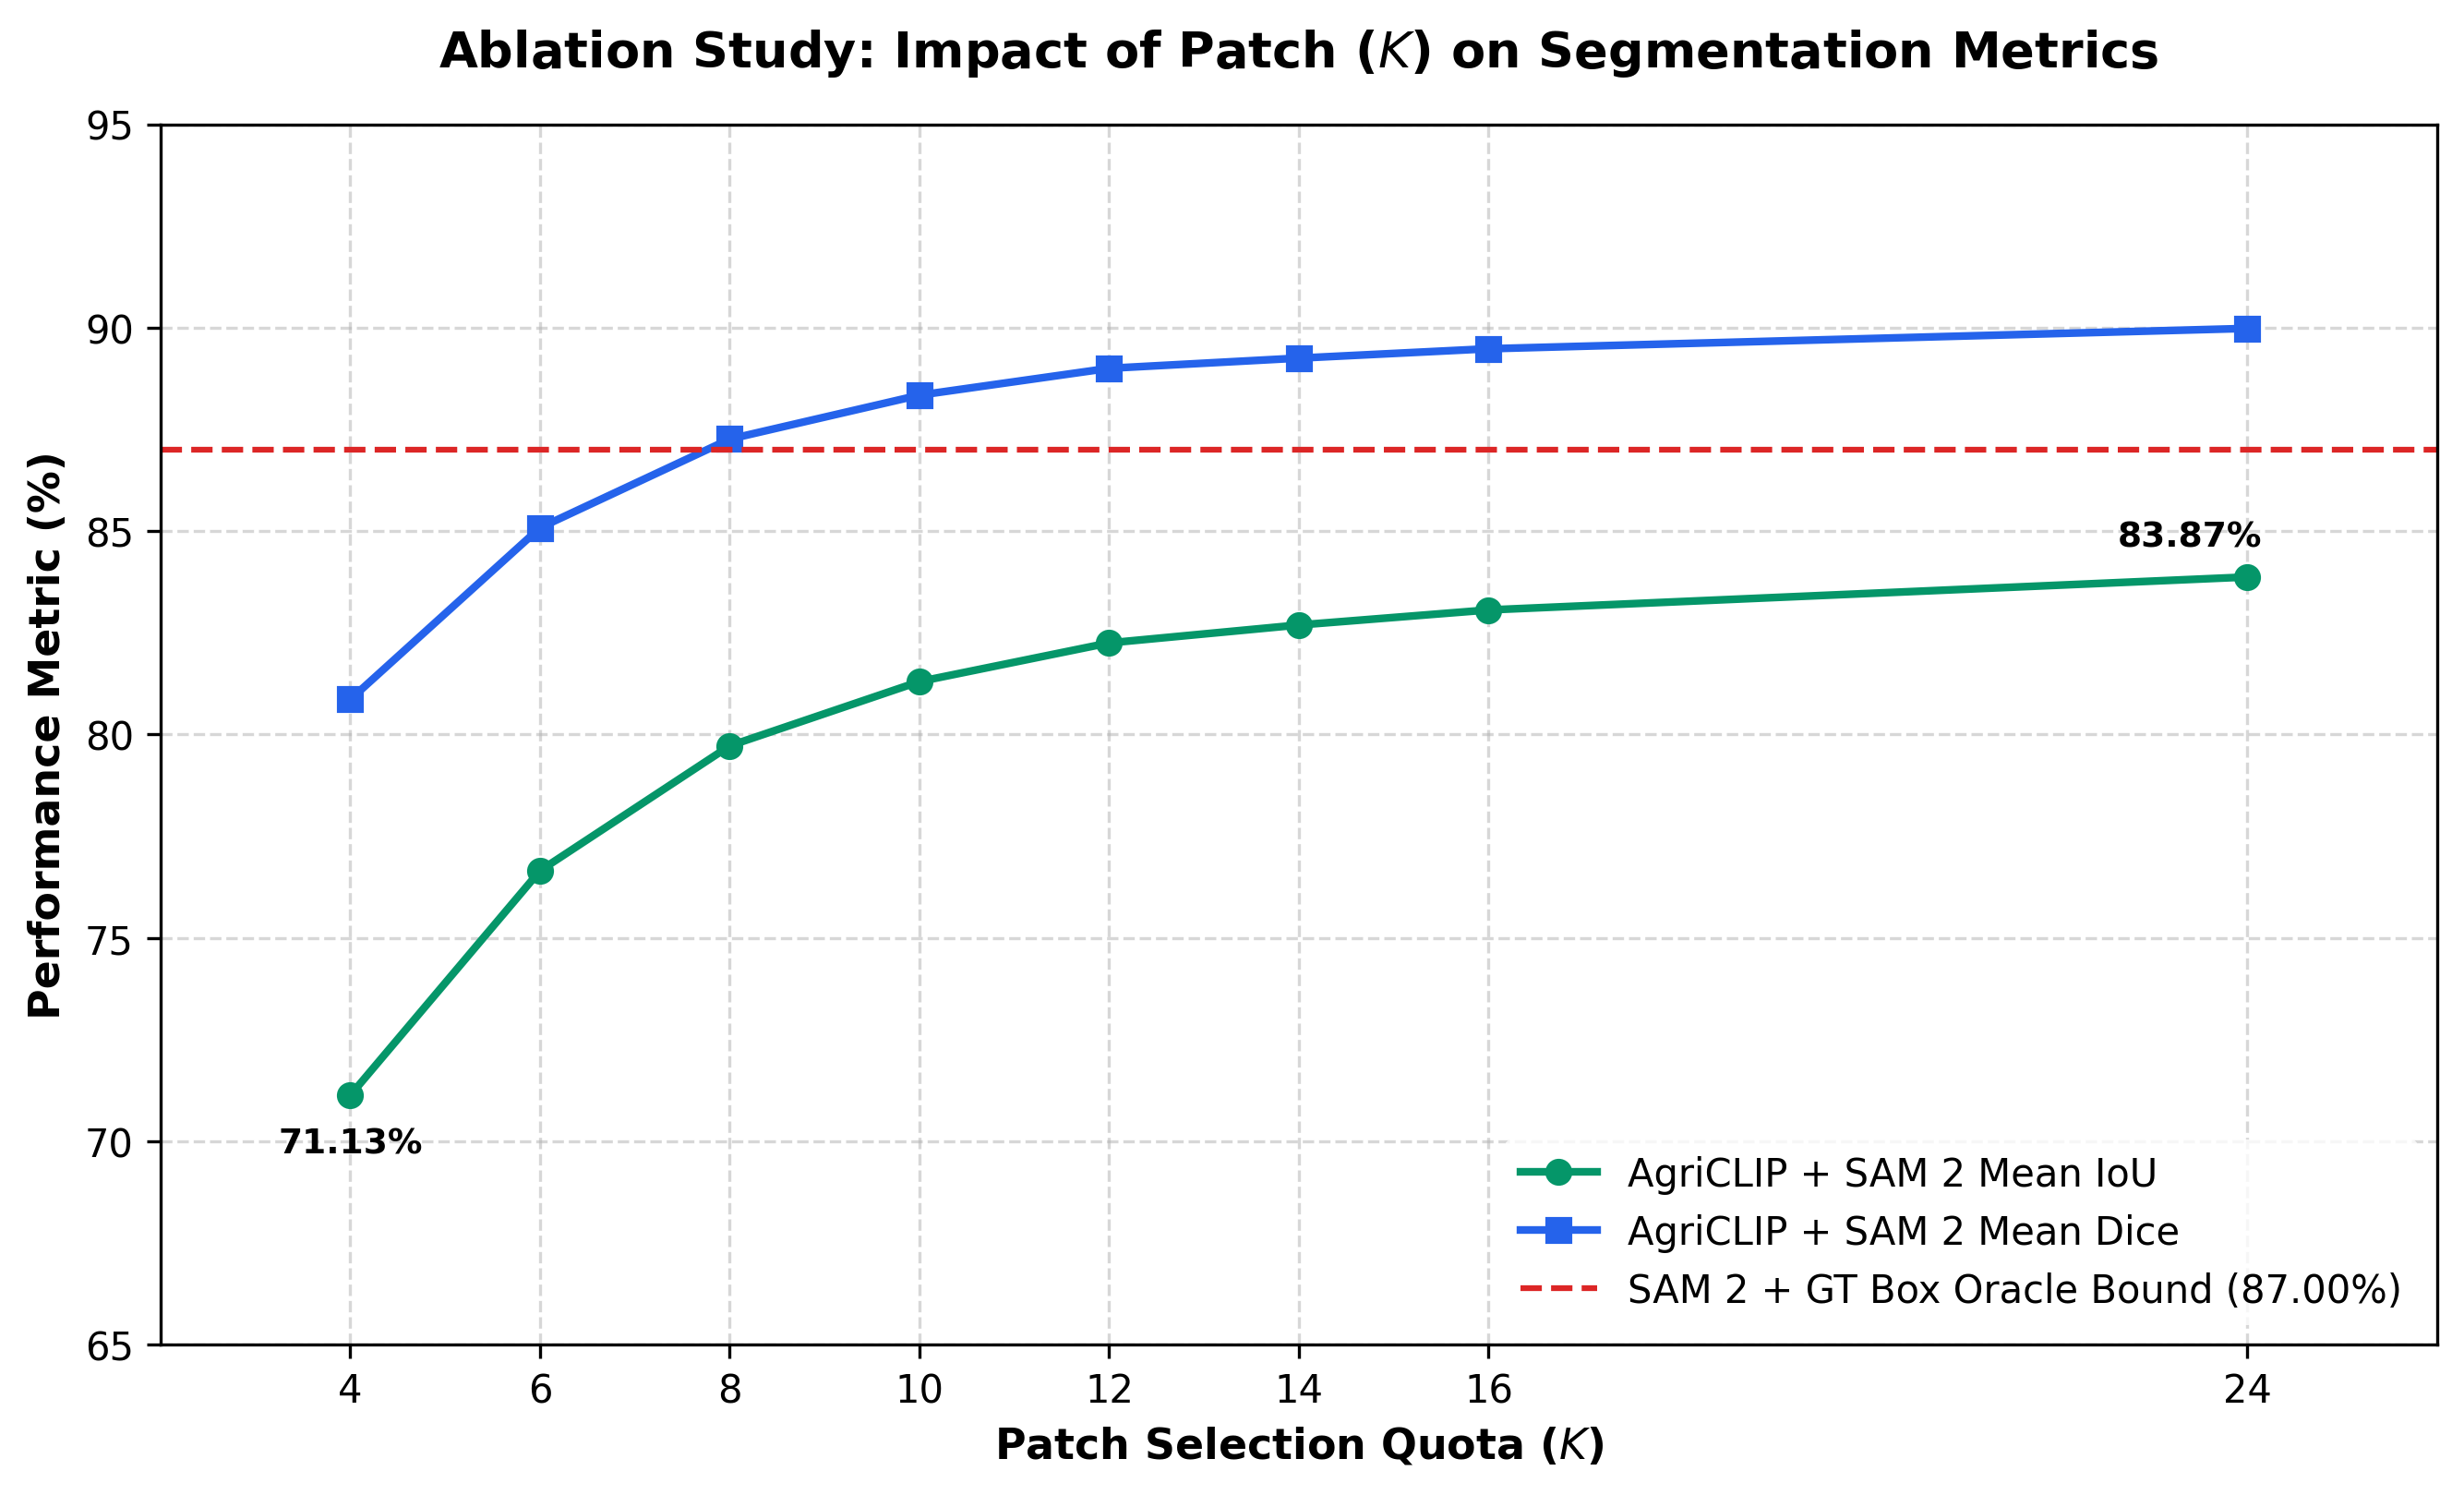 Ablation Study: Impact of Patch (K) on Segmentation Metrics
Performance Metric (%)
95
90
85
80
75
70
65
83.87%
71.13%
AgriCLIP + SAM 2 Mean IoU
AgriCLIP + SAM 2 Mean Dice
SAM 2 + GT Box Oracle Bound (87.00%)
4 6 8 10 12 14 16 24
Patch Selection Quota (K)